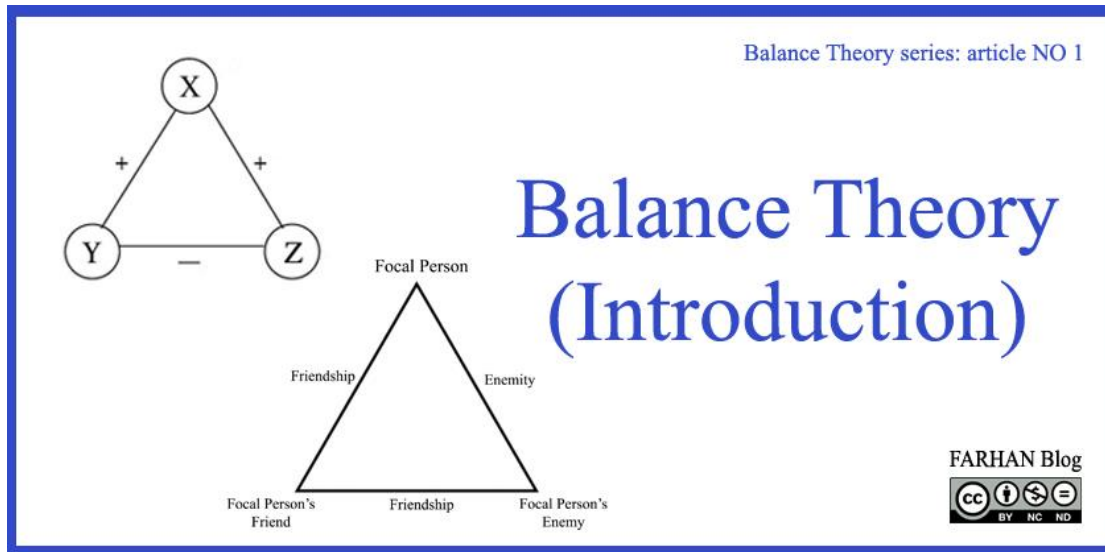 Balance Theory series: article NO 1
X
+
+
Y
—
Z
Balance Theory
(Introduction)
Focal Person
Friendship
Enemity
Focal Person's
Friend
Friendship
Focal Person's
Enemy
FARHAN Blog
cc
BY NC ND